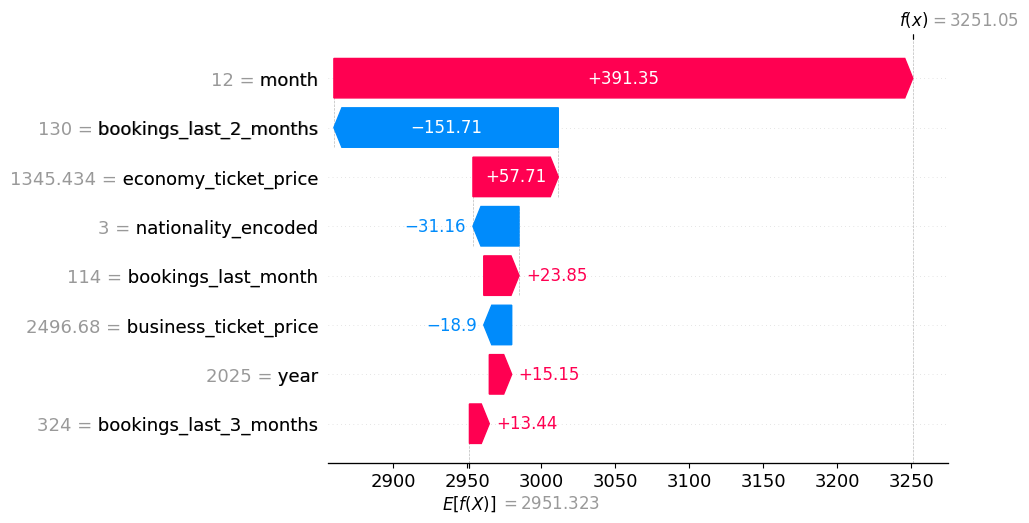 f(x) = 3251.05
12 = month
+391.35
130 = bookings_last_2_months
−151.71
1345.434 = economy_ticket_price
+57.71
3 = nationality_encoded
−31.16
114 = bookings_last_month
+23.85
2496.68 = business_ticket_price
−18.9
2025 = year
+15.15
324 = bookings_last_3_months
+13.44
2900 2950 3000 3050 3100 3150 3200 3250
E[f(X)] = 2951.323